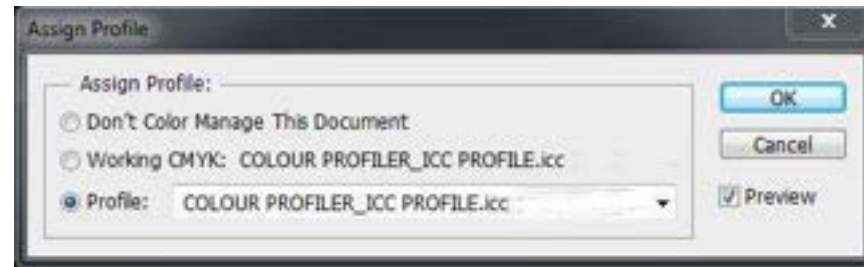 Assign Profile
x
Assign Profile:
Don't Color Manage This Document
Working CMYK: COLOUR PROFILER_ICC PROFILE.icc
Profile: COLOUR PROFILER_ICC PROFILE.icc
OK
Cancel
Preview